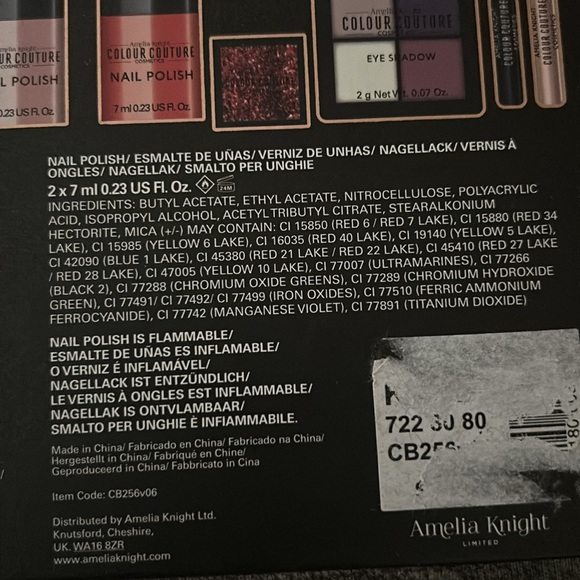 Amelia Knight
COLOUR COUTURE
COSMETICS
NAIL POLISH
7 ml 0.23 US Fl. Oz.
UR COUTURE
COSMETICS
L POLISH
0.23 US Fl. Oz.
COLOUR COUTURE
COSMETICS
EYE SHADOW
2 g Net Wt. 0.07 Oz.
COLOUR COUTURE
COLOUR COUTURE
NAIL POLISH/ ESMALTE DE UÑAS/ VERNIZ DE UNHAS/ NAGELLACK/ VERNIS À
ONGLES/ NAGELLAK/ SMALTO PER UNGHIE
2 x 7 ml 0.23 US Fl. Oz. 24M
INGREDIENTS: BUTYL ACETATE, ETHYL ACETATE, NITROCELLULOSE, POLYACRYLIC
ACID, ISOPROPYL ALCOHOL, ACETYL TRIBUTYL CITRATE, STEARALKONIUM
HECTORITE, MICA (+/-) MAY CONTAIN: CI 15850 (RED 6 / RED 7 LAKE), CI 15880 (RED 34
LAKE), CI 15985 (YELLOW 6 LAKE), CI 16035 (RED 40 LAKE), CI 19140 (YELLOW 5 LAKE),
CI 42090 (BLUE 1 LAKE), CI 45380 (RED 21 LAKE / RED 22 LAKE), CI 45410 (RED 27 LAKE
/ RED 28 LAKE), CI 47005 (YELLOW 10 LAKE), CI 77007 (ULTRAMARINES), CI 77266
(BLACK 2), CI 77288 (CHROMIUM OXIDE GREENS), CI 77289 (CHROMIUM HYDROXIDE
GREEN), CI 77491/ CI 77492/ CI 77499 (IRON OXIDES), CI 77510 (FERRIC AMMONIUM
FERROCYANIDE), CI 77742 (MANGANESE VIOLET), CI 77891 (TITANIUM DIOXIDE)
NAIL POLISH IS FLAMMABLE/
ESMALTE DE UÑAS ES INFLAMABLE/
O VERNIZ É INFLAMÁVEL/
NAGELLACK IST ENTZÜNDLICH/
LE VERNIS À ONGLES EST INFLAMMABLE/
NAGELLAK IS ONTVLAMBAAR/
SMALTO PER UNGHIE È INFIAMMABILE.
Made in China/ Fabricado en China/ Fabricado na China/
Hergestellt in China/ Fabriqué en Chine/
Geproduceerd in China/ Fabbricato in Cina
Item Code: CB256v06
Distributed by Amelia Knight Ltd.
Knutsford, Cheshire,
UK. WA16 8ZR
www.ameliaknight.com
722 30 80
CB256
Amelia Knight
LIMITED